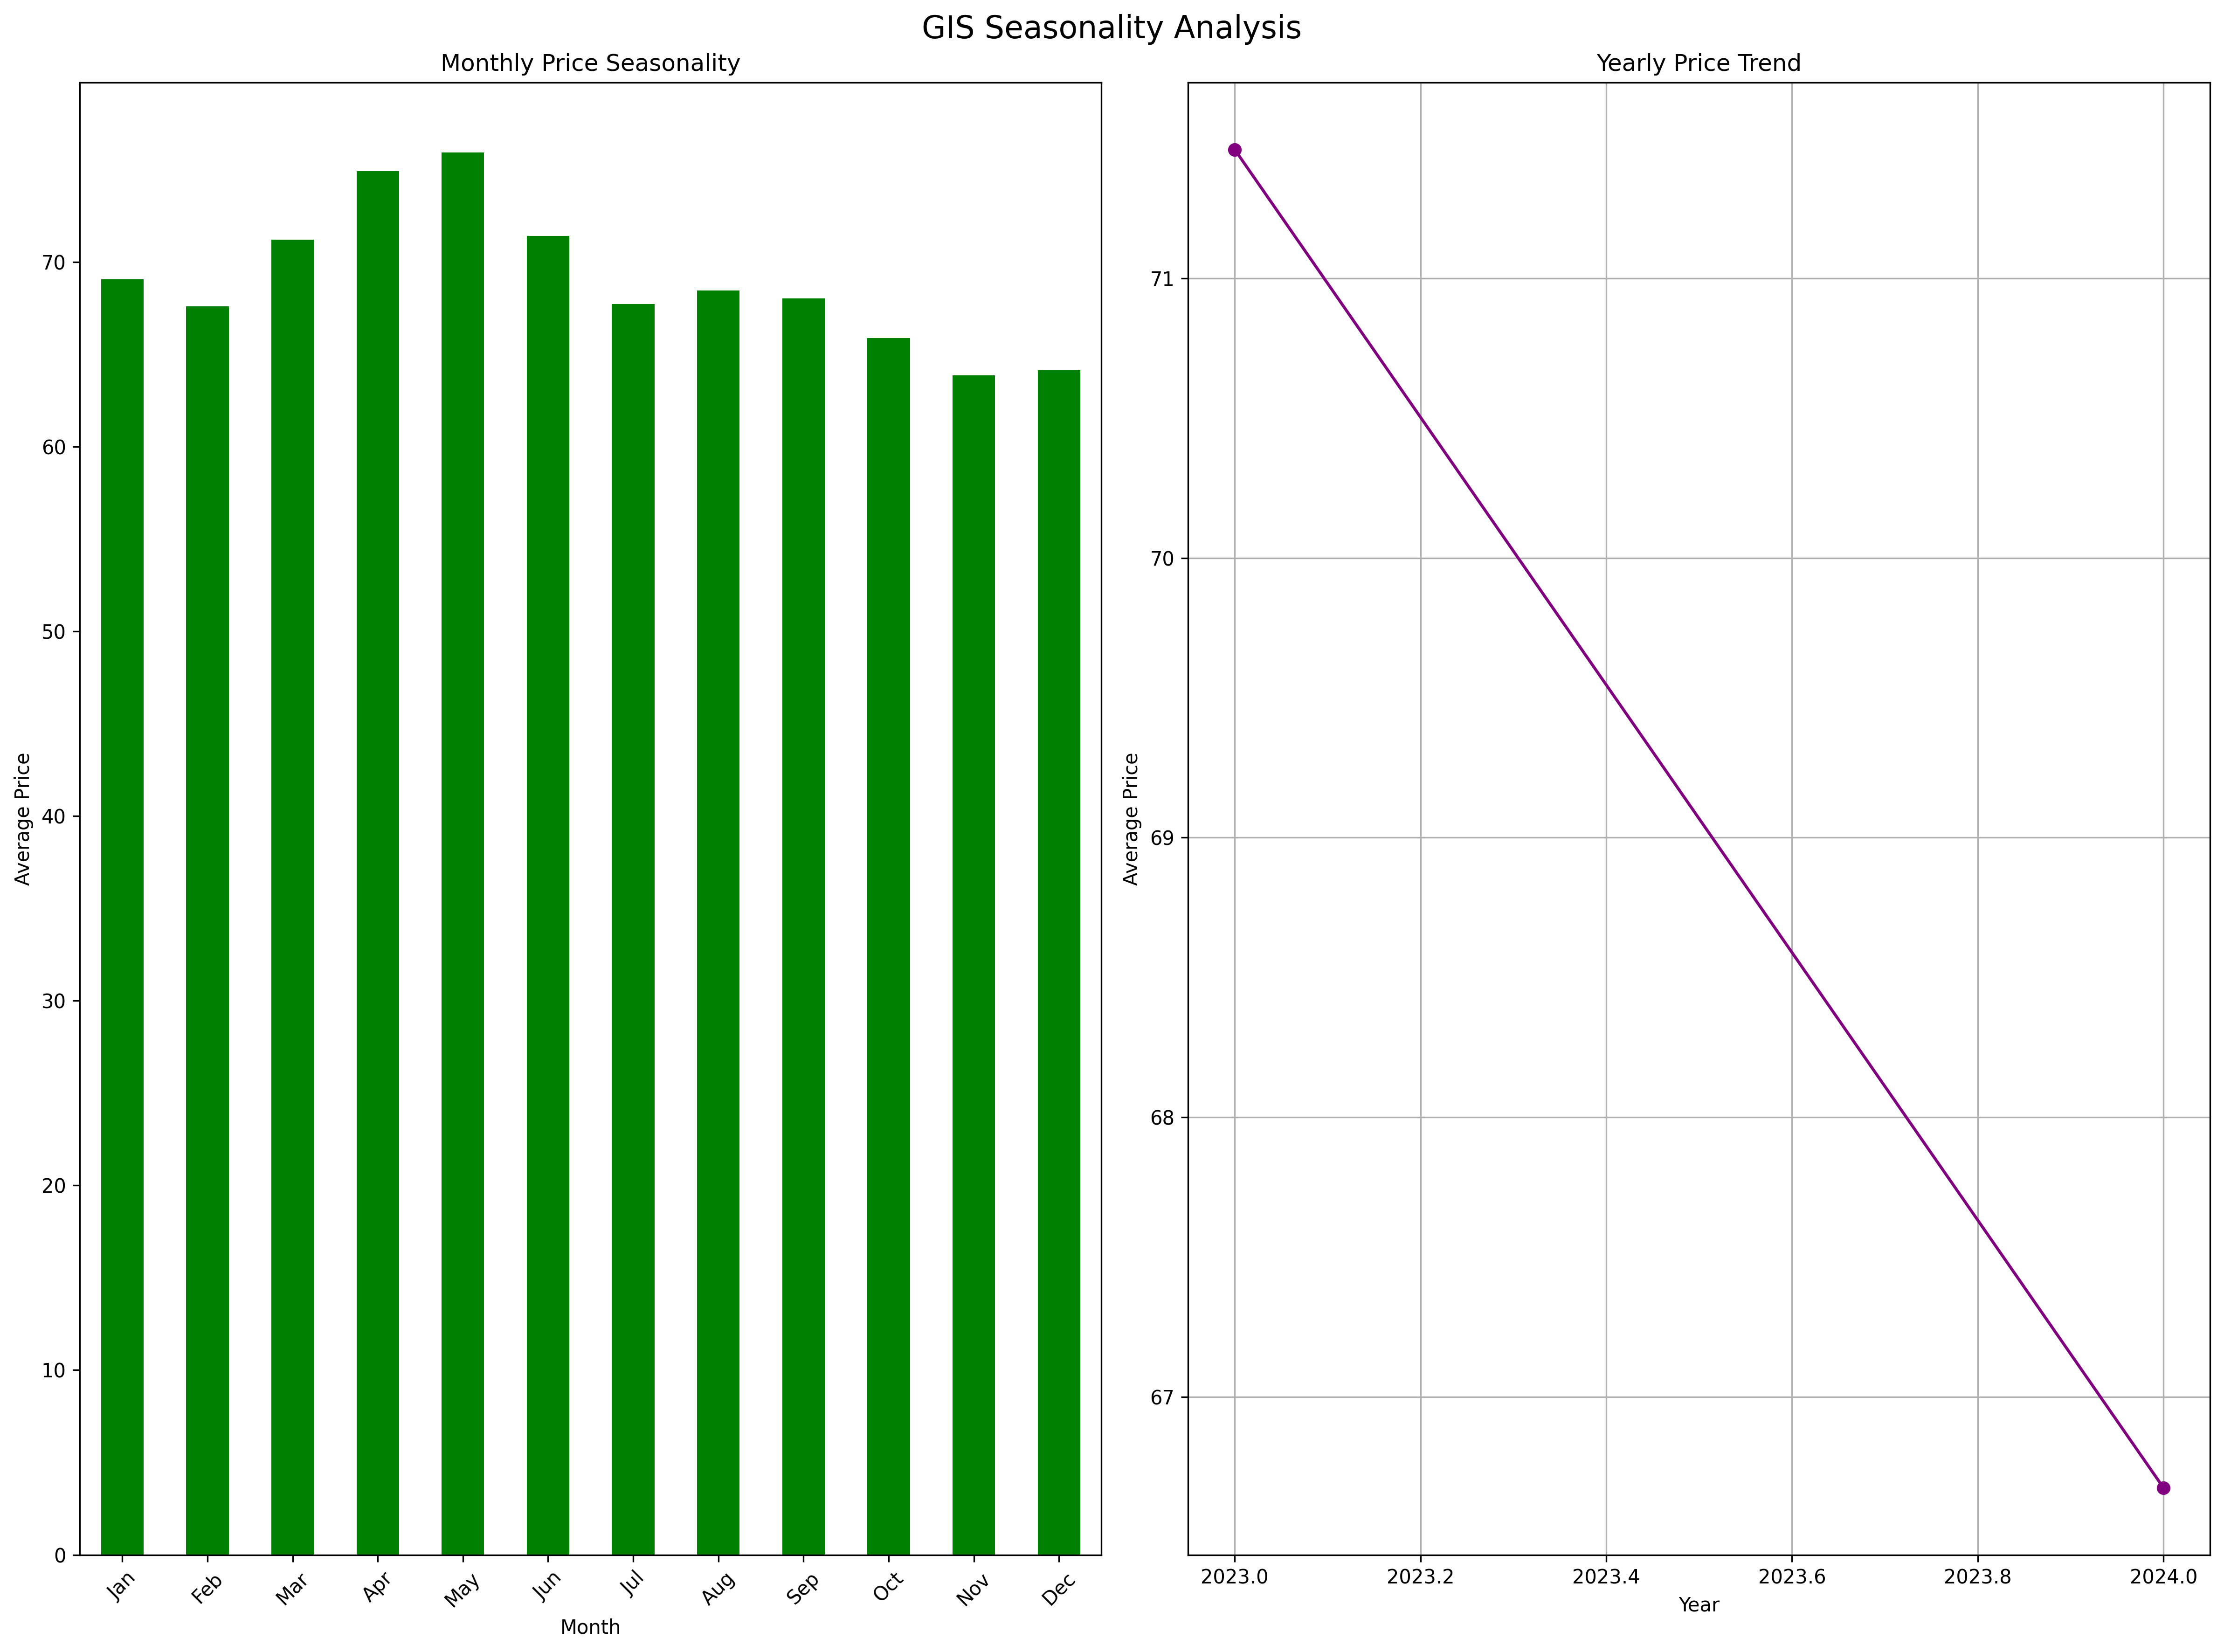 GIS Seasonality Analysis
Monthly Price Seasonality
Average Price
70
60
50
40
30
20
10
0
Jan Feb Mar Apr May Jun Jul Aug Sep Oct Nov Dec
Month
Yearly Price Trend
Average Price
71
70
69
68
67
2023.0 2023.2 2023.4 2023.6 2023.8 2024.0
Year